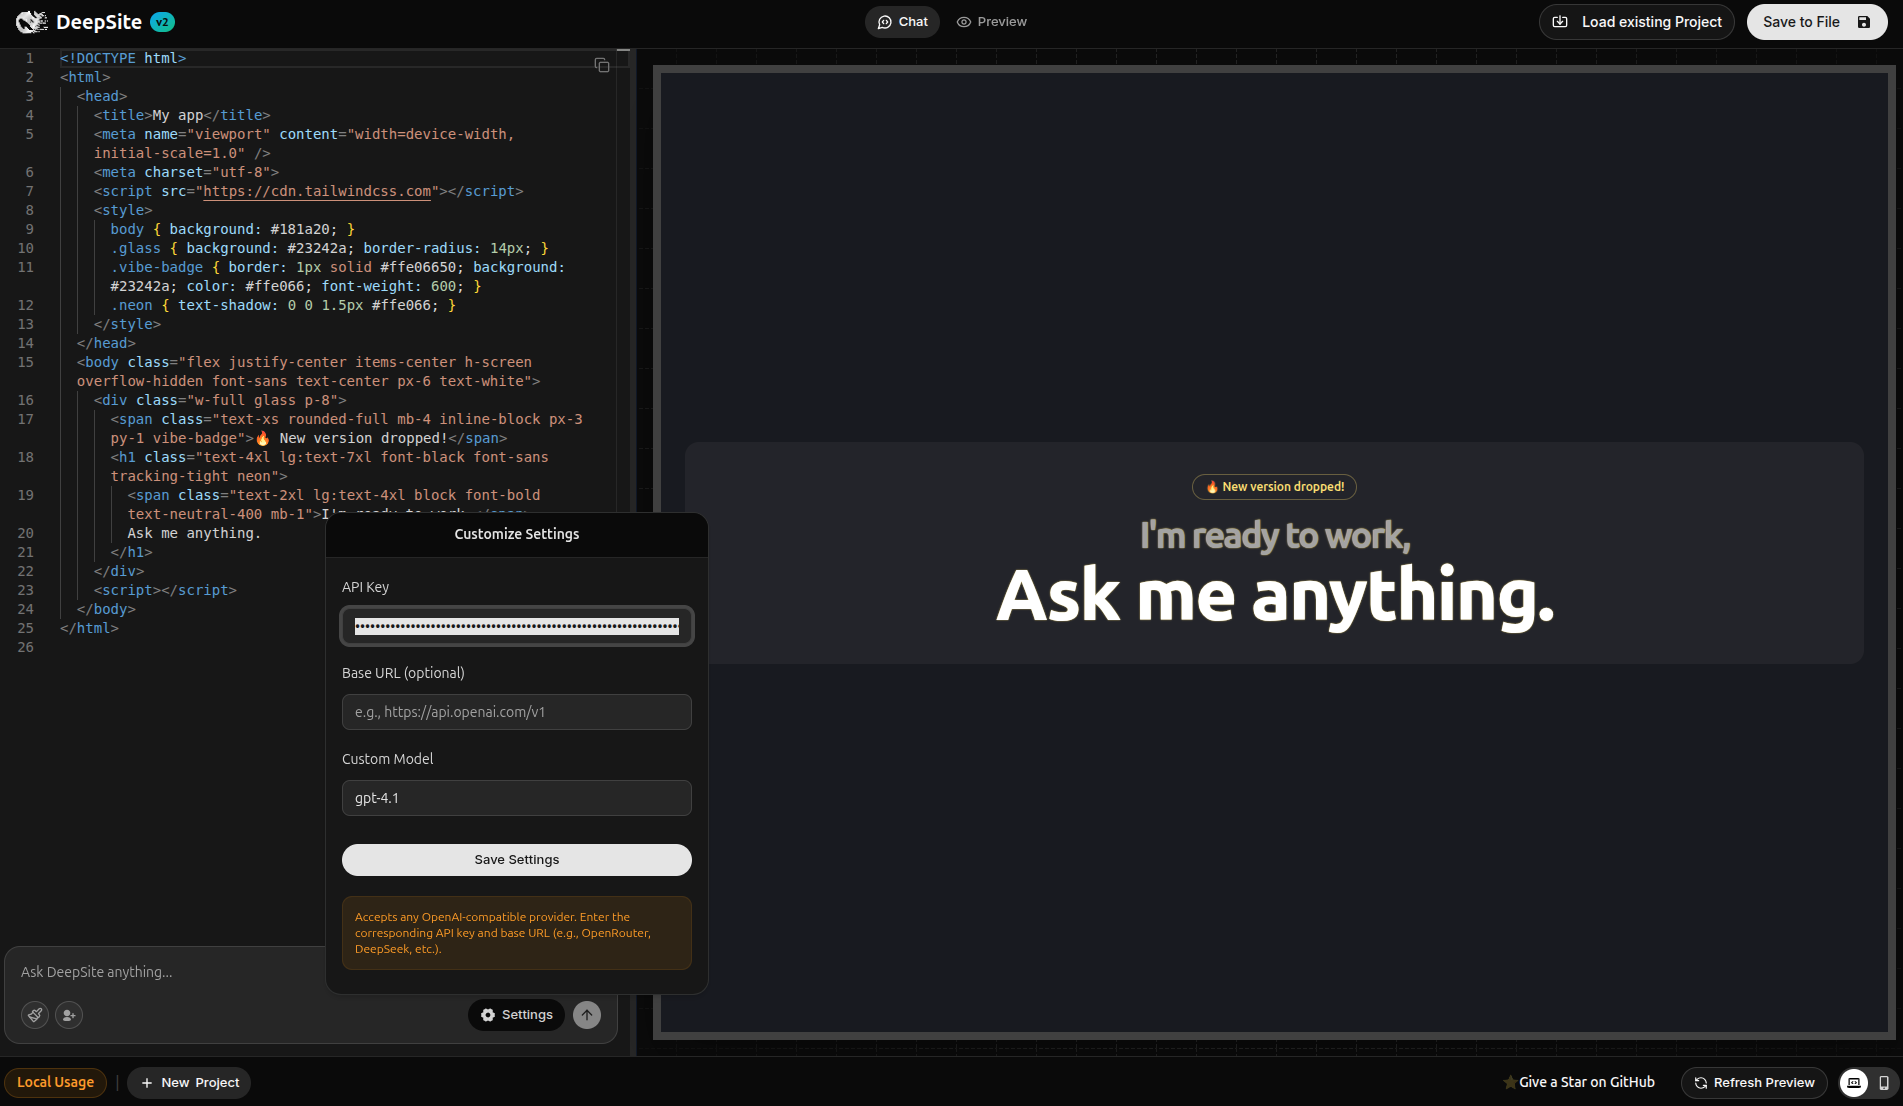 DeepSite v2
Chat
Preview
Load existing Project
Save to File
1 <!DOCTYPE html>
2 <html>
3 <head>
4 <title>My app</title>
5 <meta name="viewport" content="width=device-width,
initial-scale=1.0" />
6 <meta charset="utf-8">
7 <script src="https://cdn.tailwindcss.com"></script>
8 <style>
9 body { background: #181a20; }
10 .glass { background: #23242a; border-radius: 14px; }
11 .vibe-badge { border: 1px solid #ffe06650; background:
#23242a; color: #ffe066; font-weight: 600; }
12 .neon { text-shadow: 0 0 1.5px #ffe066; }
13 </style>
14 </head>
15 <body class="flex justify-center items-center h-screen
overflow-hidden font-sans text-center px-6 text-white">
16 <div class="w-full glass p-8">
17 <span class="text-xs rounded-full mb-4 inline-block px-3
py-1 vibe-badge">🔥 New version dropped!</span>
18 <h1 class="text-4xl lg:text-7xl font-black font-sans
tracking-tight neon">
19 <span class="text-2xl lg:text-4xl block font-bold
text-neutral-400 mb-1">I'm ready to work,</span>
20 Ask me anything.
21 </h1>
22 </div>
23 <script></script>
24 </body>
25 </html>
26
Customize Settings
API Key
Base URL (optional)
e.g., https://api.openai.com/v1
Custom Model
gpt-4.1
Save Settings
Accepts any OpenAI-compatible provider. Enter the
corresponding API key and base URL (e.g., OpenRouter,
DeepSeek, etc.).
Ask DeepSite anything...
Settings
🔥 New version dropped!
I'm ready to work,
Ask me anything.
Local Usage
New Project
Give a Star on GitHub
Refresh Preview